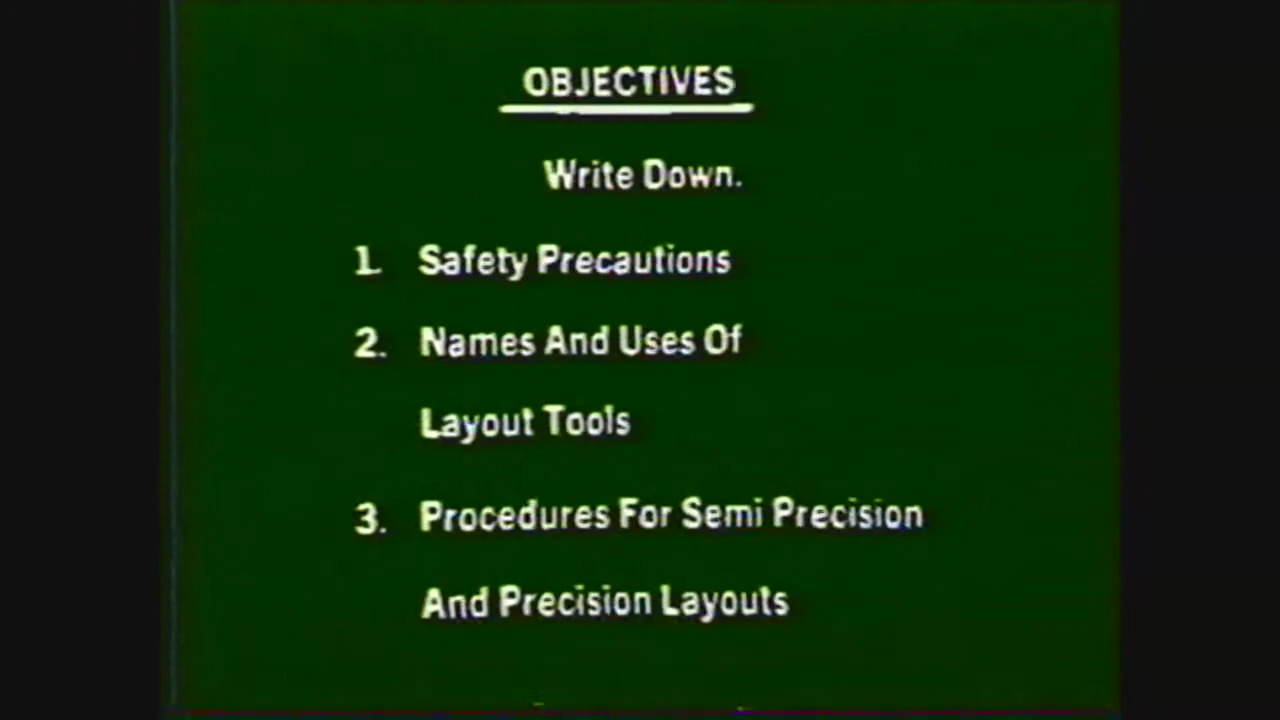 OBJECTIVES
Write Down.
1. Safety Precautions
2. Names And Uses Of
Layout Tools
3. Procedures For Semi Precision
And Precision Layouts